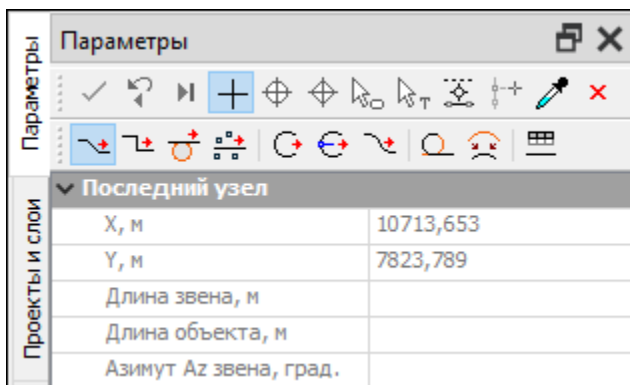 Параметры
Параметры
Проекты и слои
Последний узел
X, м 10713,653
Y, м 7823,789
Длина звена, м
Длина объекта, м
Азимут Az звена, град.